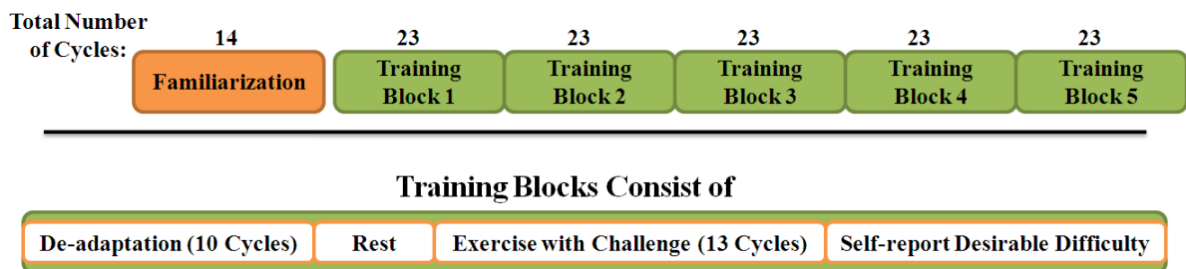 Total Number
of Cycles:
14 23 23 23 23 23
Familiarization
Training
Block 1
Training
Block 2
Training
Block 3
Training
Block 4
Training
Block 5
Training Blocks Consist of
De-adaptation (10 Cycles) Rest Exercise with Challenge (13 Cycles) Self-report Desirable Difficulty